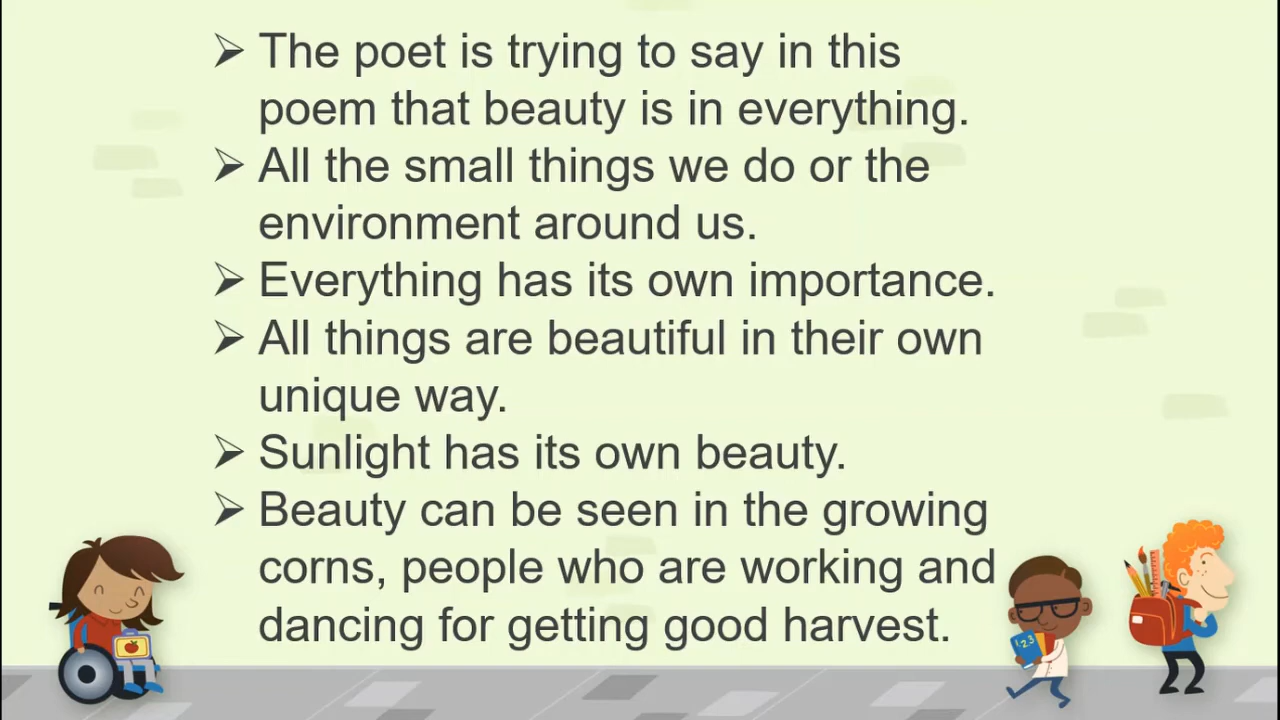 ➢ The poet is trying to say in this
poem that beauty is in everything.
➢ All the small things we do or the
environment around us.
➢ Everything has its own importance.
➢ All things are beautiful in their own
unique way.
➢ Sunlight has its own beauty.
➢ Beauty can be seen in the growing
corns, people who are working and
dancing for getting good harvest.
1,2,3